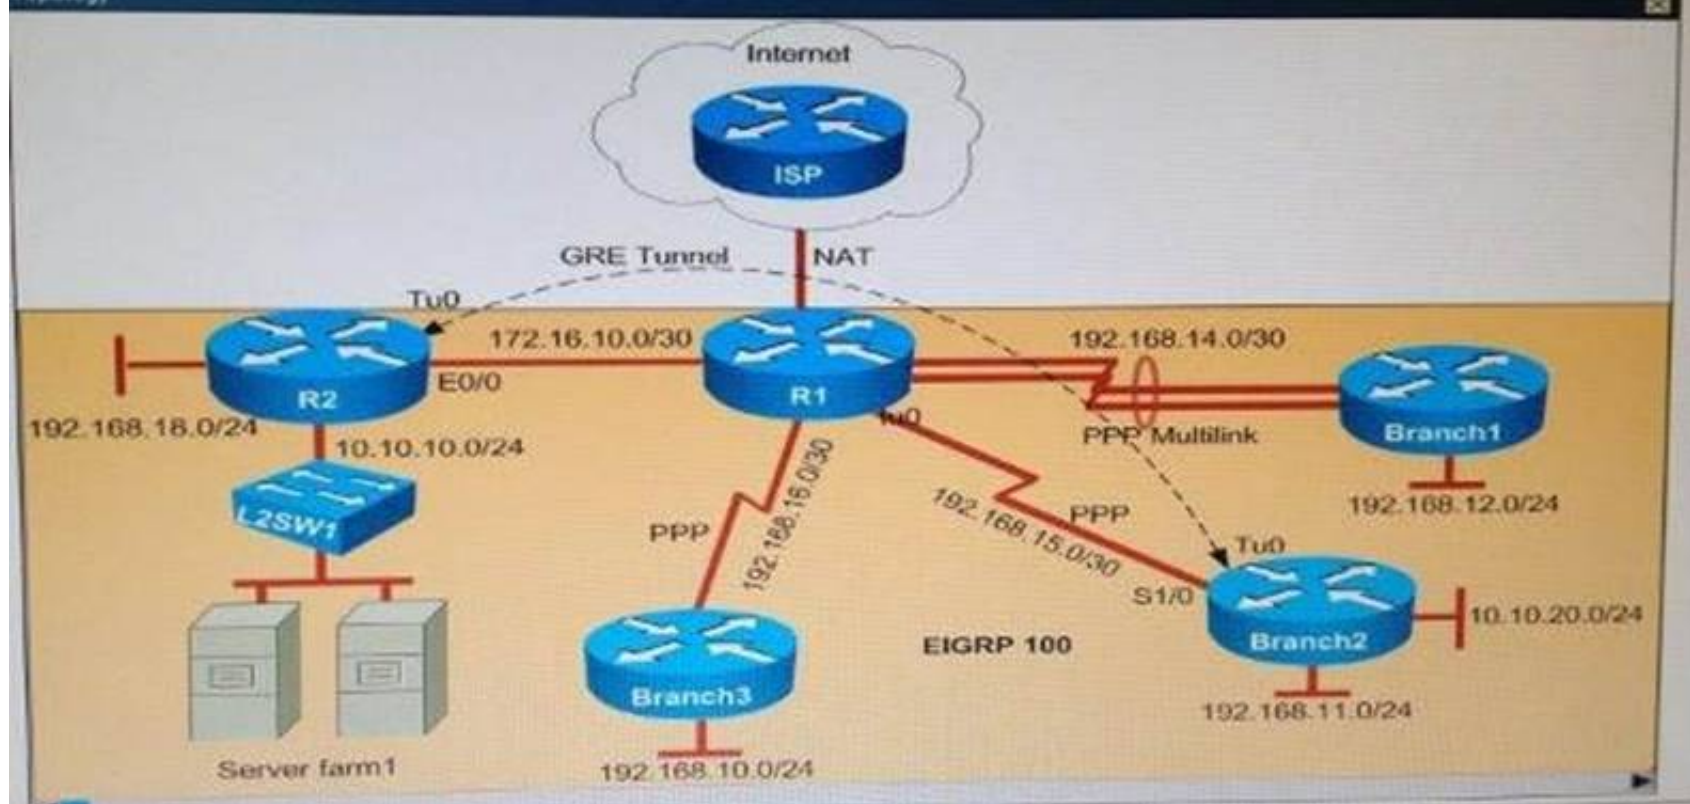 Internet
ISP
GRE Tunnel
NAT
Tu0
172.16.10.0/30
192.168.14.0/30
R2
E0/0
R1
Tu0
PPP Multilink
Branch1
192.168.18.0/24
10.10.10.0/24
192.168.12.0/24
L2SW1
PPP
192.168.16.0/30
PPP
192.168.15.0/30
Tu0
S1/0
Branch2
10.10.20.0/24
EIGRP 100
Branch3
192.168.11.0/24
Server farm1
192.168.10.0/24